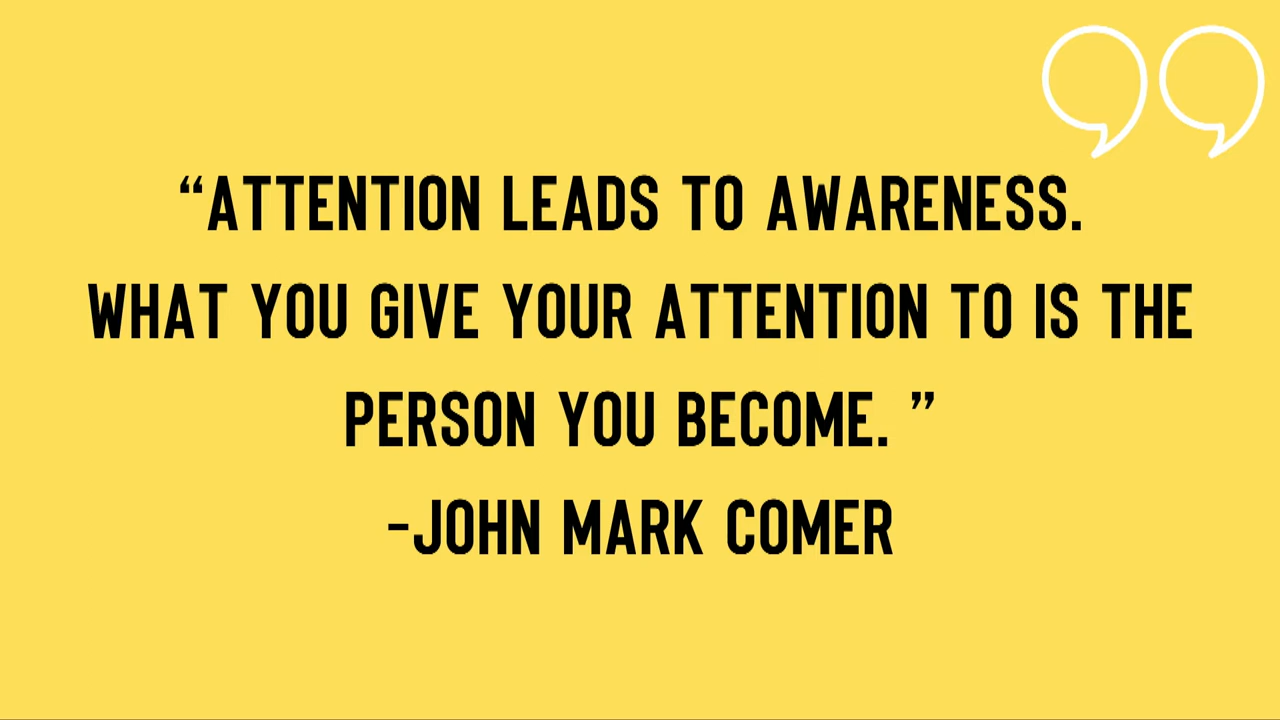 “ATTENTION LEADS TO AWARENESS.
WHAT YOU GIVE YOUR ATTENTION TO IS THE
PERSON YOU BECOME. ”
-JOHN MARK COMER